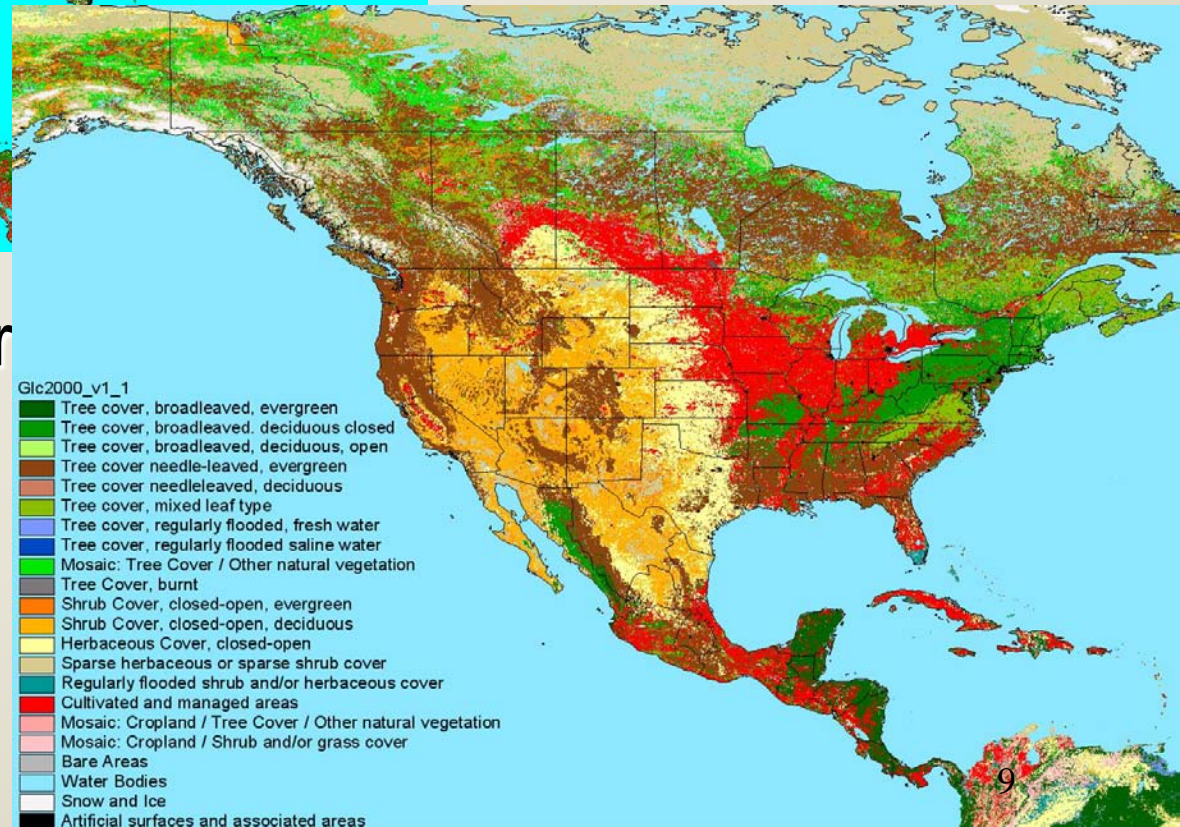 r
Glc2000_v1_1
Tree cover, broadleaved, evergreen
Tree cover, broadleaved. deciduous closed
Tree cover, broadleaved, deciduous, open
Tree cover needle-leaved, evergreen
Tree cover needleleaved, deciduous
Tree cover, mixed leaf type
Tree cover, regularly flooded, fresh water
Tree cover, regularly flooded saline water
Mosaic: Tree Cover / Other natural vegetation
Tree Cover, burnt
Shrub Cover, closed-open, evergreen
Shrub Cover, closed-open, deciduous
Herbaceous Cover, closed-open
Sparse herbaceous or sparse shrub cover
Regularly flooded shrub and/or herbaceous cover
Cultivated and managed areas
Mosaic: Cropland / Tree Cover / Other natural vegetation
Mosaic: Cropland / Shrub and/or grass cover
Bare Areas
Water Bodies
Snow and Ice
Artificial surfaces and associated areas
9